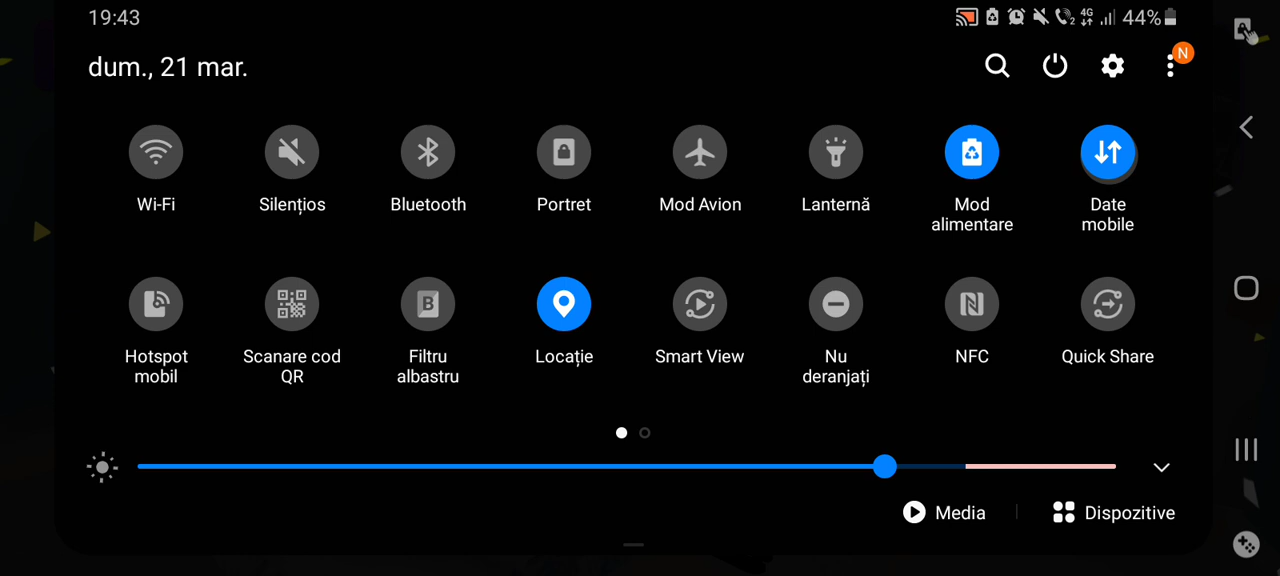 19:43
4G 44%
dum., 21 mar.
N
Wi-Fi
Silențios
Bluetooth
Portret
Mod Avion
Lanternă
Mod
alimentare
Date
mobile
Hotspot
mobil
Scanare cod
QR
Filtru
albastru
Locație
Smart View
Nu
deranjați
NFC
Quick Share
Media
Dispozitive